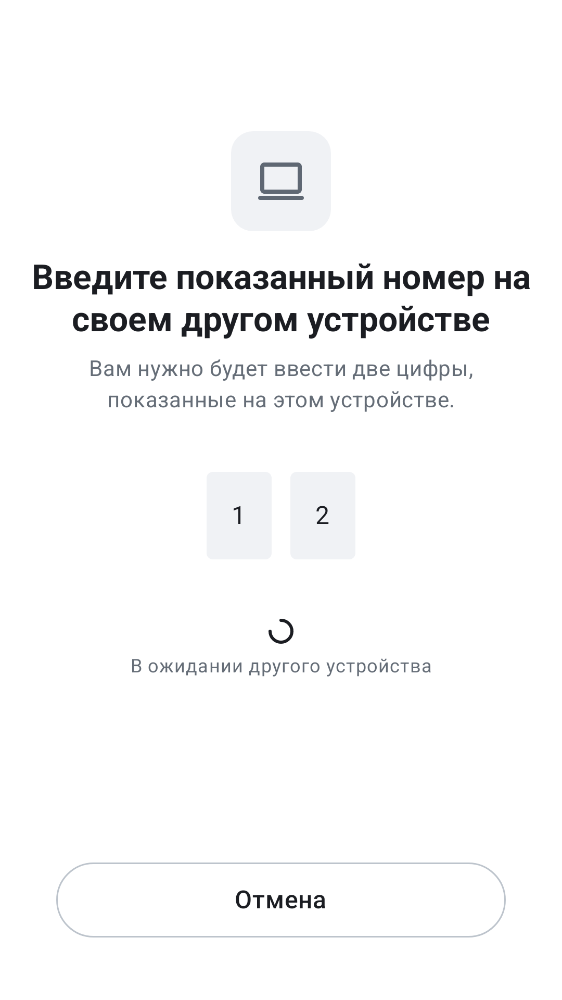 Введите показанный номер на
своем другом устройстве
Вам нужно будет ввести две цифры,
показанные на этом устройстве.
1 2
В ожидании другого устройства
Отмена